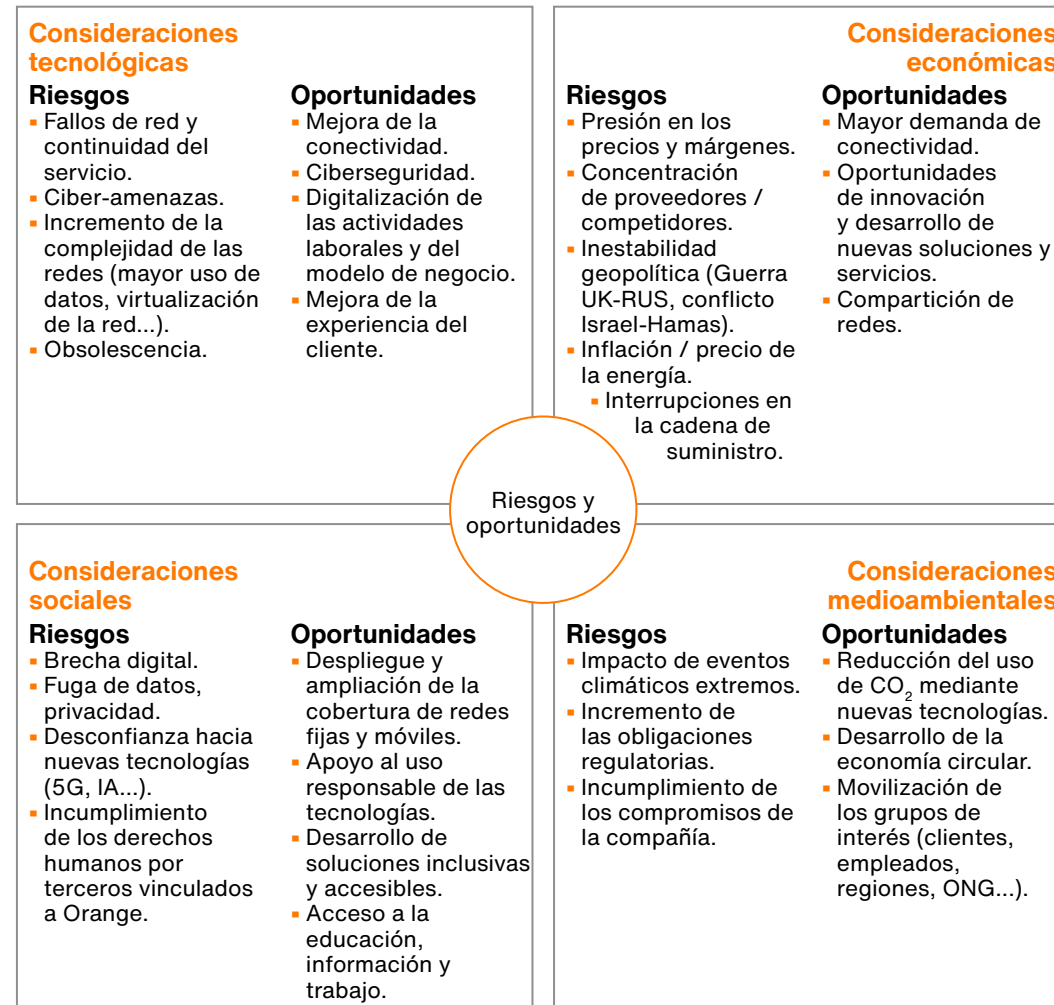 Consideraciones
tecnológicas
Riesgos
▪ Fallos de red y
continuidad del
servicio.
▪ Ciber-amenazas.
▪ Incremento de la
complejidad de las
redes (mayor uso de
datos, virtualización
de la red...).
▪ Obsolescencia.
Oportunidades
▪ Mejora de la
conectividad.
▪ Ciberseguridad.
▪ Digitalización de
las actividades
laborales y del
modelo de negocio.
▪ Mejora de la
experiencia del
cliente.
Consideraciones
económicas
Riesgos
▪ Presión en los
precios y márgenes.
▪ Concentración
de proveedores /
competidores.
▪ Inestabilidad
geopolítica (Guerra
UK-RUS, conflicto
Israel-Hamas).
▪ Inflación / precio de
la energía.
▪ Interrupciones en
la cadena de
suministro.
Oportunidades
▪ Mayor demanda de
conectividad.
▪ Oportunidades
de innovación
y desarrollo de
nuevas soluciones y
servicios.
▪ Compartición de
redes.
Riesgos y
oportunidades
Consideraciones
sociales
Riesgos
▪ Brecha digital.
▪ Fuga de datos,
privacidad.
▪ Desconfianza hacia
nuevas tecnologías
(5G, IA...).
▪ Incumplimiento
de los derechos
humanos por
terceros vinculados
a Orange.
Oportunidades
▪ Despliegue y
ampliación de la
cobertura de redes
fijas y móviles.
▪ Apoyo al uso
responsable de las
tecnologías.
▪ Desarrollo de
soluciones inclusivas
y accesibles.
▪ Acceso a la
educación,
información y
trabajo.
Consideraciones
medioambientales
Riesgos
▪ Impacto de eventos
climáticos extremos.
▪ Incremento de
las obligaciones
regulatorias.
▪ Incumplimiento de
los compromisos de
la compañía.
Oportunidades
▪ Reducción del uso
de CO₂ mediante
nuevas tecnologías.
▪ Desarrollo de la
economía circular.
▪ Movilización de
los grupos de
interés (clientes,
empleados,
regiones, ONG...).